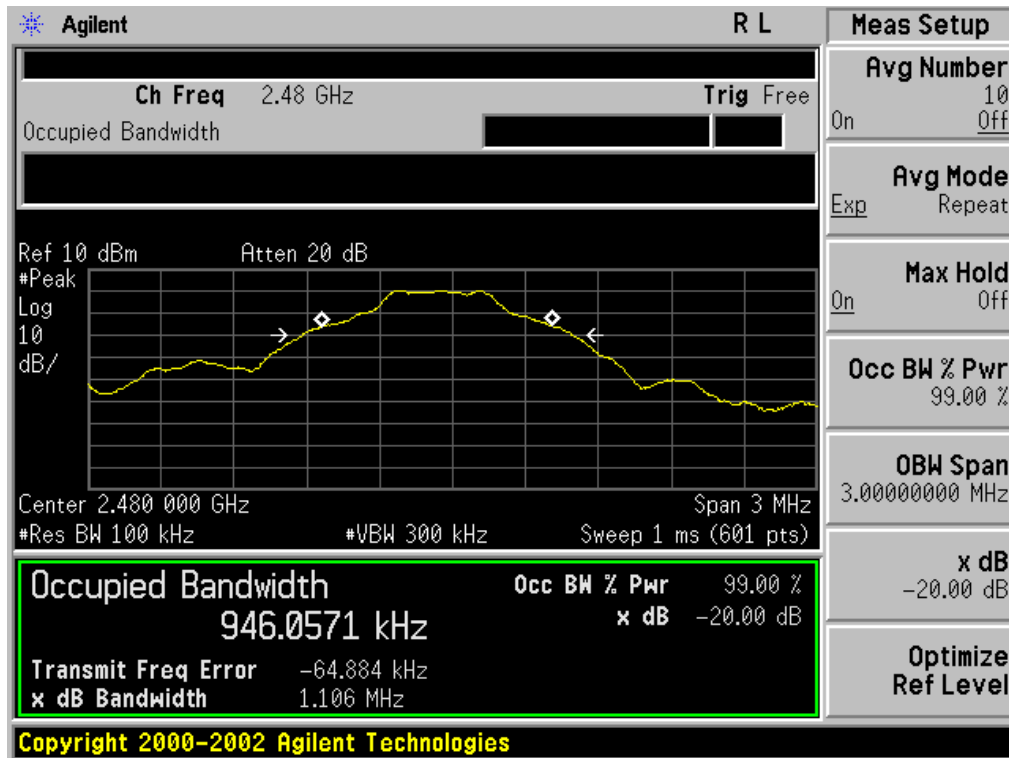 Agilent
R L
Meas Setup
Ch Freq 2.48 GHz
Trig Free
Occupied Bandwidth
Ref 10 dBm
Atten 20 dB
#Peak
Log
10
dB/
Center 2.480 000 GHz
Span 3 MHz
#Res BW 100 kHz
#VBW 300 kHz
Sweep 1 ms (601 pts)
Occupied Bandwidth
946.0571 kHz
Occ BW % Pwr 99.00 %
x dB -20.00 dB
Transmit Freq Error -64.884 kHz
x dB Bandwidth 1.106 MHz
Copyright 2000-2002 Agilent Technologies
Avg Number
10
On Off
Avg Mode
Exp Repeat
Max Hold
On Off
Occ BW % Pwr
99.00 %
OBW Span
3.00000000 MHz
x dB
-20.00 dB
Optimize
Ref Level